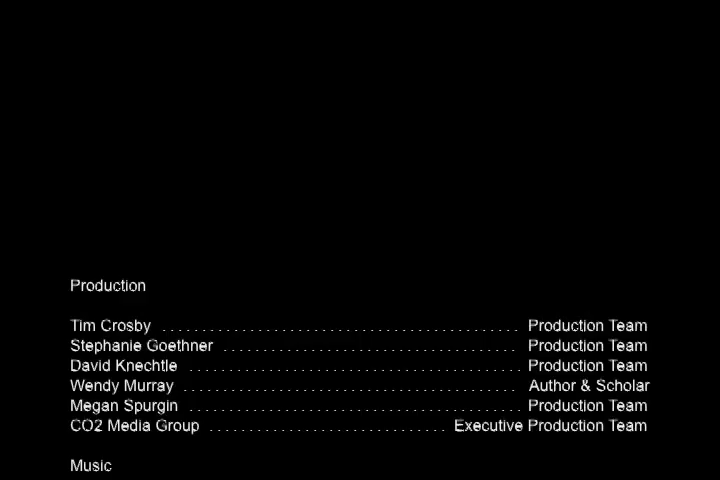 Production
Tim Crosby ............................................. Production Team
Stephanie Goethner ..................................... Production Team
David Knechtle .......................................... Production Team
Wendy Murray .......................................... Author & Scholar
Megan Spurgin .......................................... Production Team
CO2 Media Group .............................. Executive Production Team
Music